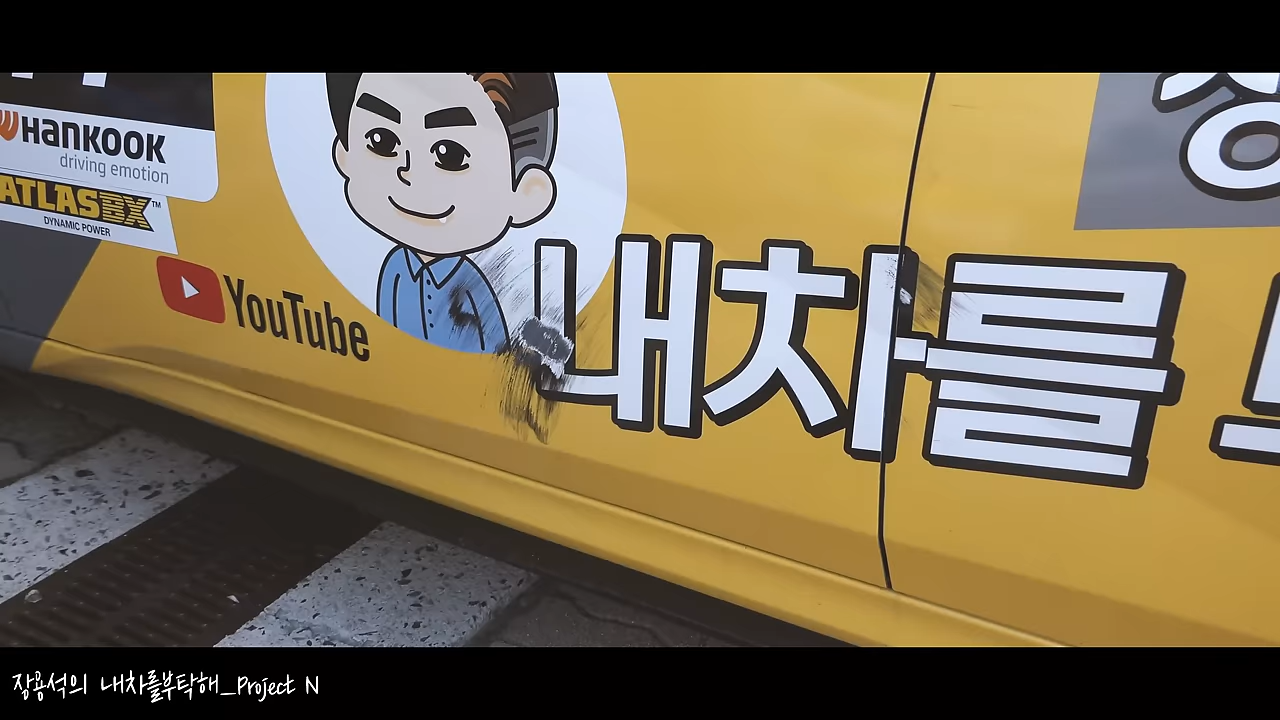 HANKOOK
driving emotion
ATLASBX™
DYNAMIC POWER
YouTube
내차를
장용석의 내차를부탁해_Project N